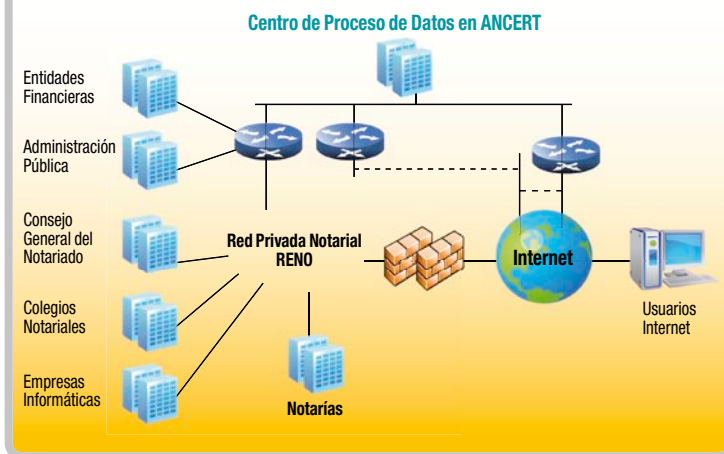 Centro de Proceso de Datos en ANCERT
Entidades
Financieras
Administración
Pública
Consejo
General del
Notariado
Red Privada Notarial
RENO
Internet
Colegios
Notariales
Usuarios
Internet
Empresas
Informáticas
Notarías